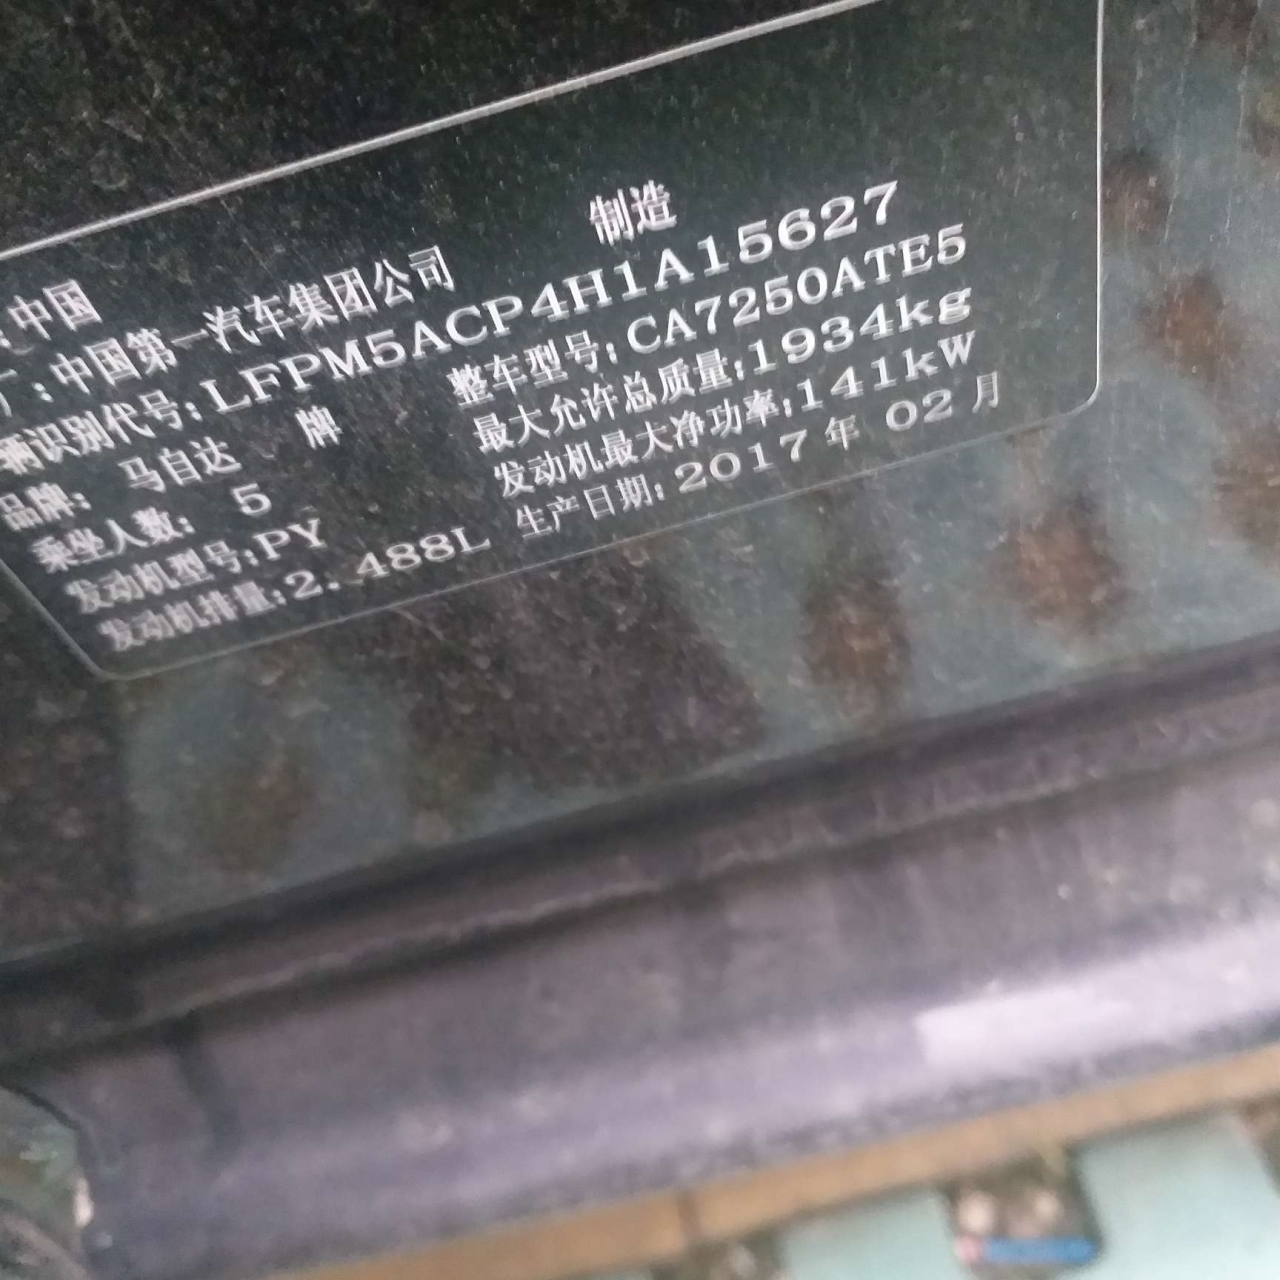 :中国
:中国第一汽车集团公司 制造
辆识别代号:LFPM5ACP4H1A15627
品牌: 马自达 牌 整车型号:CA7250ATE5
乘坐人数: 5 最大允许总质量:1934kg
发动机型号:PY 发动机最大净功率:141kW
发动机排量:2.488L 生产日期:2017年 02月